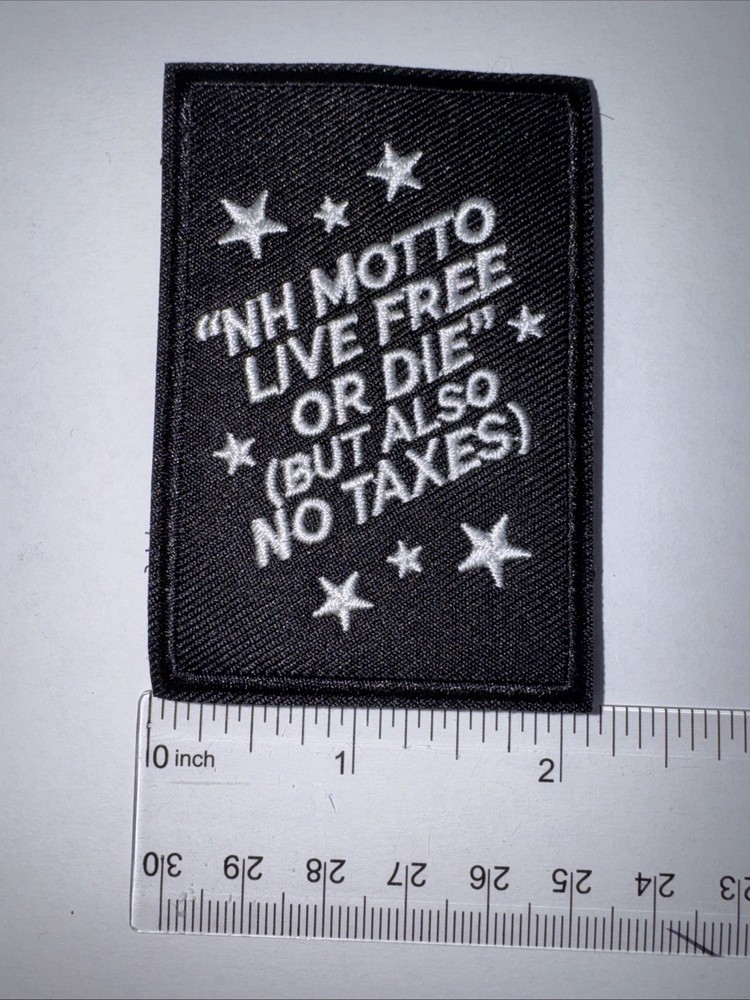 “NH MOTTO
LIVE FREE
OR DIE”
(BUT ALSO
NO TAXES)
0 inch 1 2
30 29 28 27 26 25 24 23